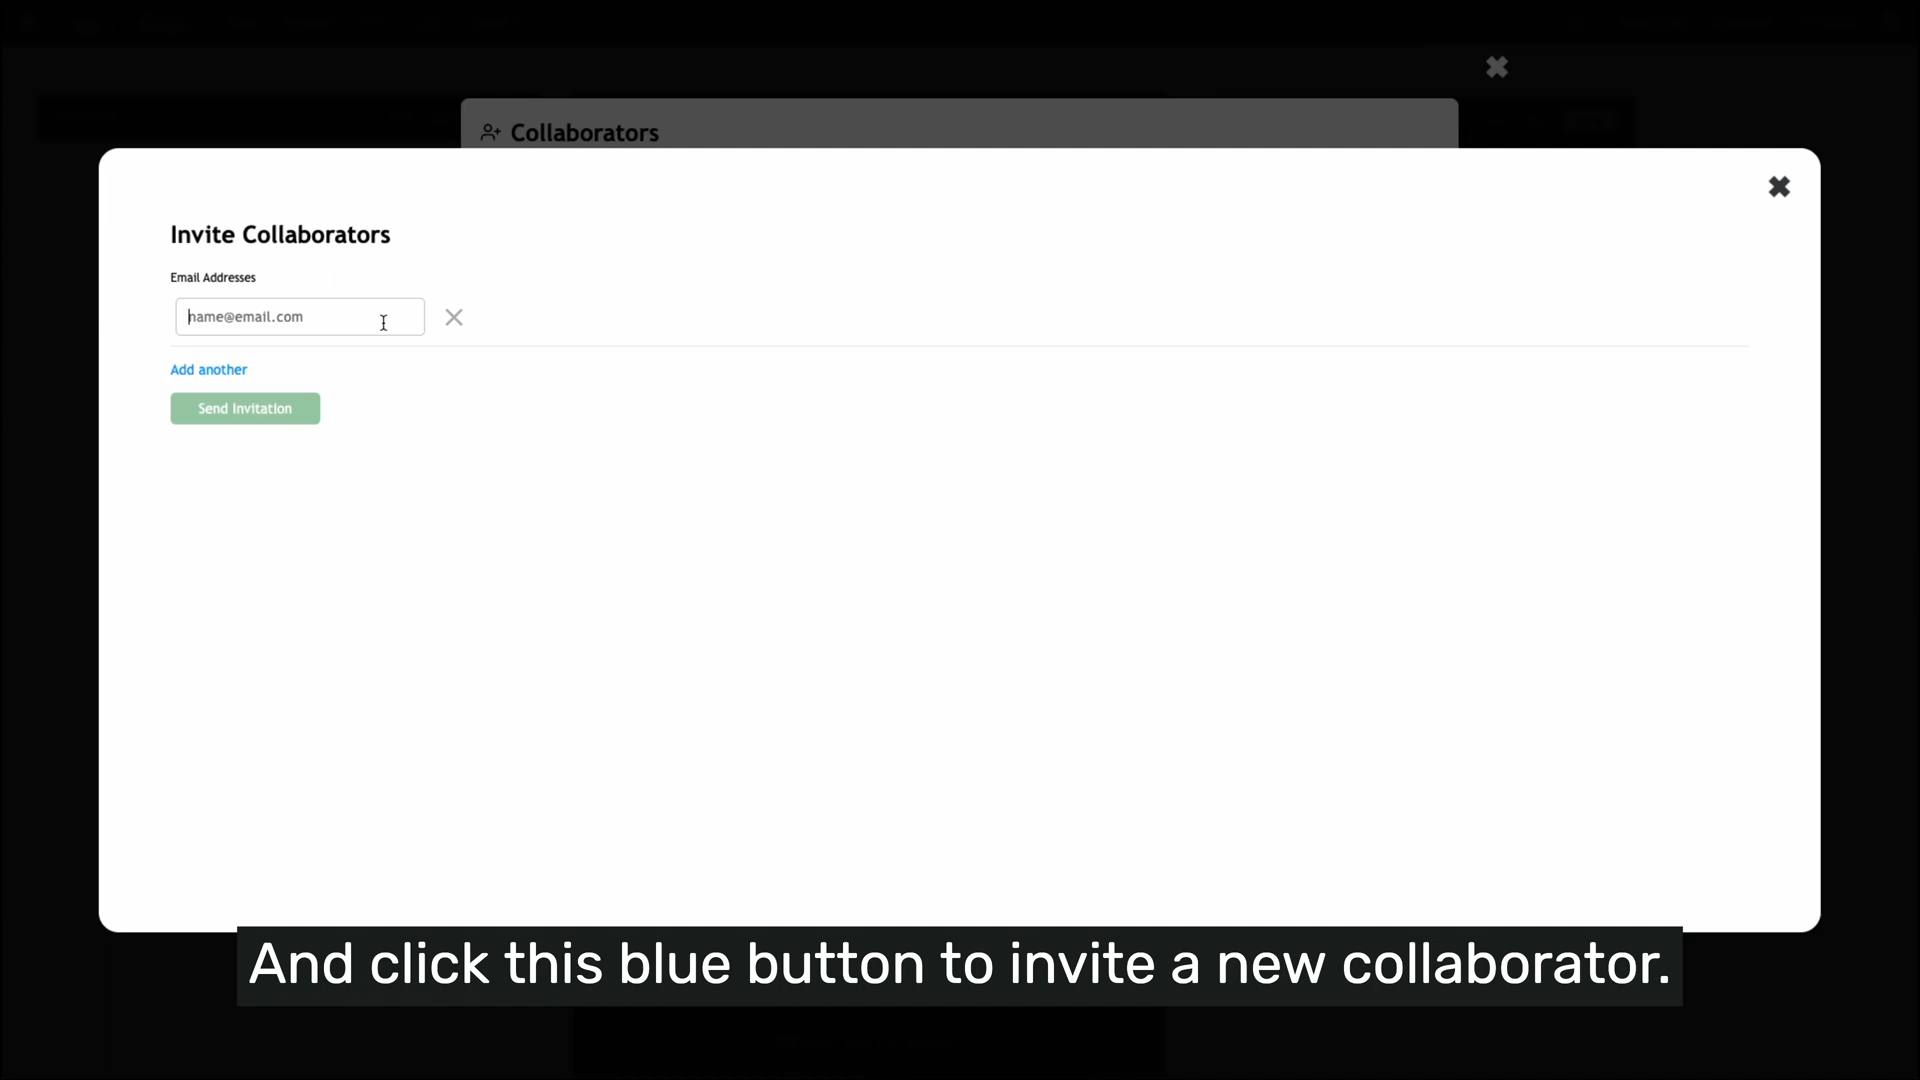 Collaborators
Invite Collaborators
Email Addresses
name@email.com
Add another
Send Invitation
And click this blue button to invite a new collaborator.